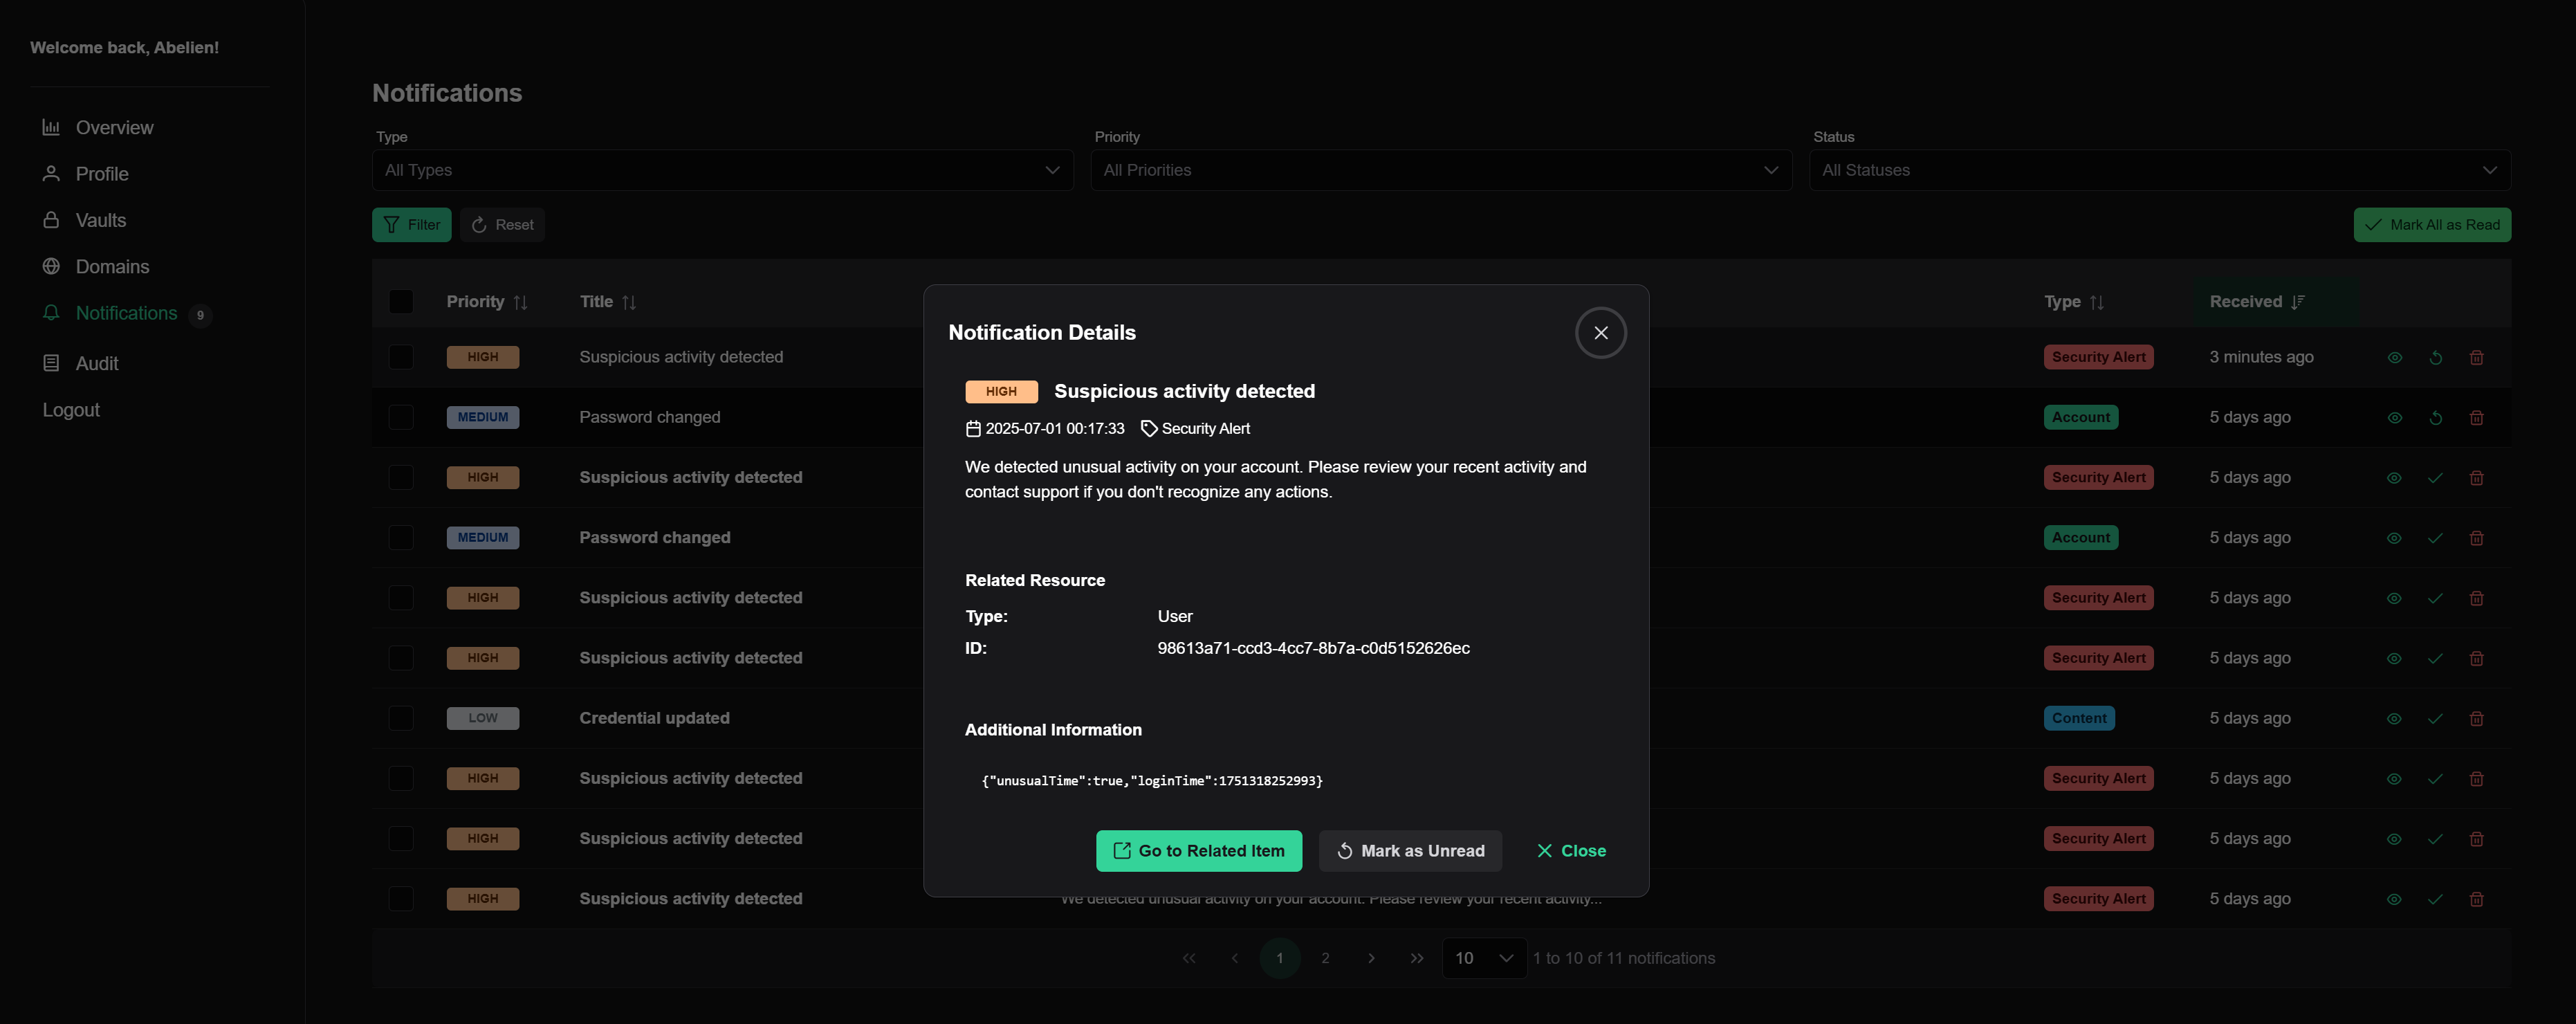 Welcome back, Abelien!
Overview
Profile
Vaults
Domains
Notifications 9
Audit
Logout
Notifications
Type
All Types
Priority
All Priorities
Status
All Statuses
Filter
Reset
Mark All as Read
Priority Title Type Received
HIGH Suspicious activity detected Security Alert 3 minutes ago
MEDIUM Password changed Account 5 days ago
HIGH Suspicious activity detected Security Alert 5 days ago
MEDIUM Password changed Account 5 days ago
HIGH Suspicious activity detected Security Alert 5 days ago
HIGH Suspicious activity detected Security Alert 5 days ago
LOW Credential updated Content 5 days ago
HIGH Suspicious activity detected Security Alert 5 days ago
HIGH Suspicious activity detected Security Alert 5 days ago
HIGH Suspicious activity detected We detected unusual activity on your account. Please review your recent activity... Security Alert 5 days ago
1 2 10 1 to 10 of 11 notifications
Notification Details
HIGH Suspicious activity detected
2025-07-01 00:17:33 Security Alert
We detected unusual activity on your account. Please review your recent activity and
contact support if you don't recognize any actions.
Related Resource
Type: User
ID: 98613a71-ccd3-4cc7-8b7a-c0d5152626ec
Additional Information
{"unusualTime":true,"loginTime":1751318252993}
Go to Related Item
Mark as Unread
Close